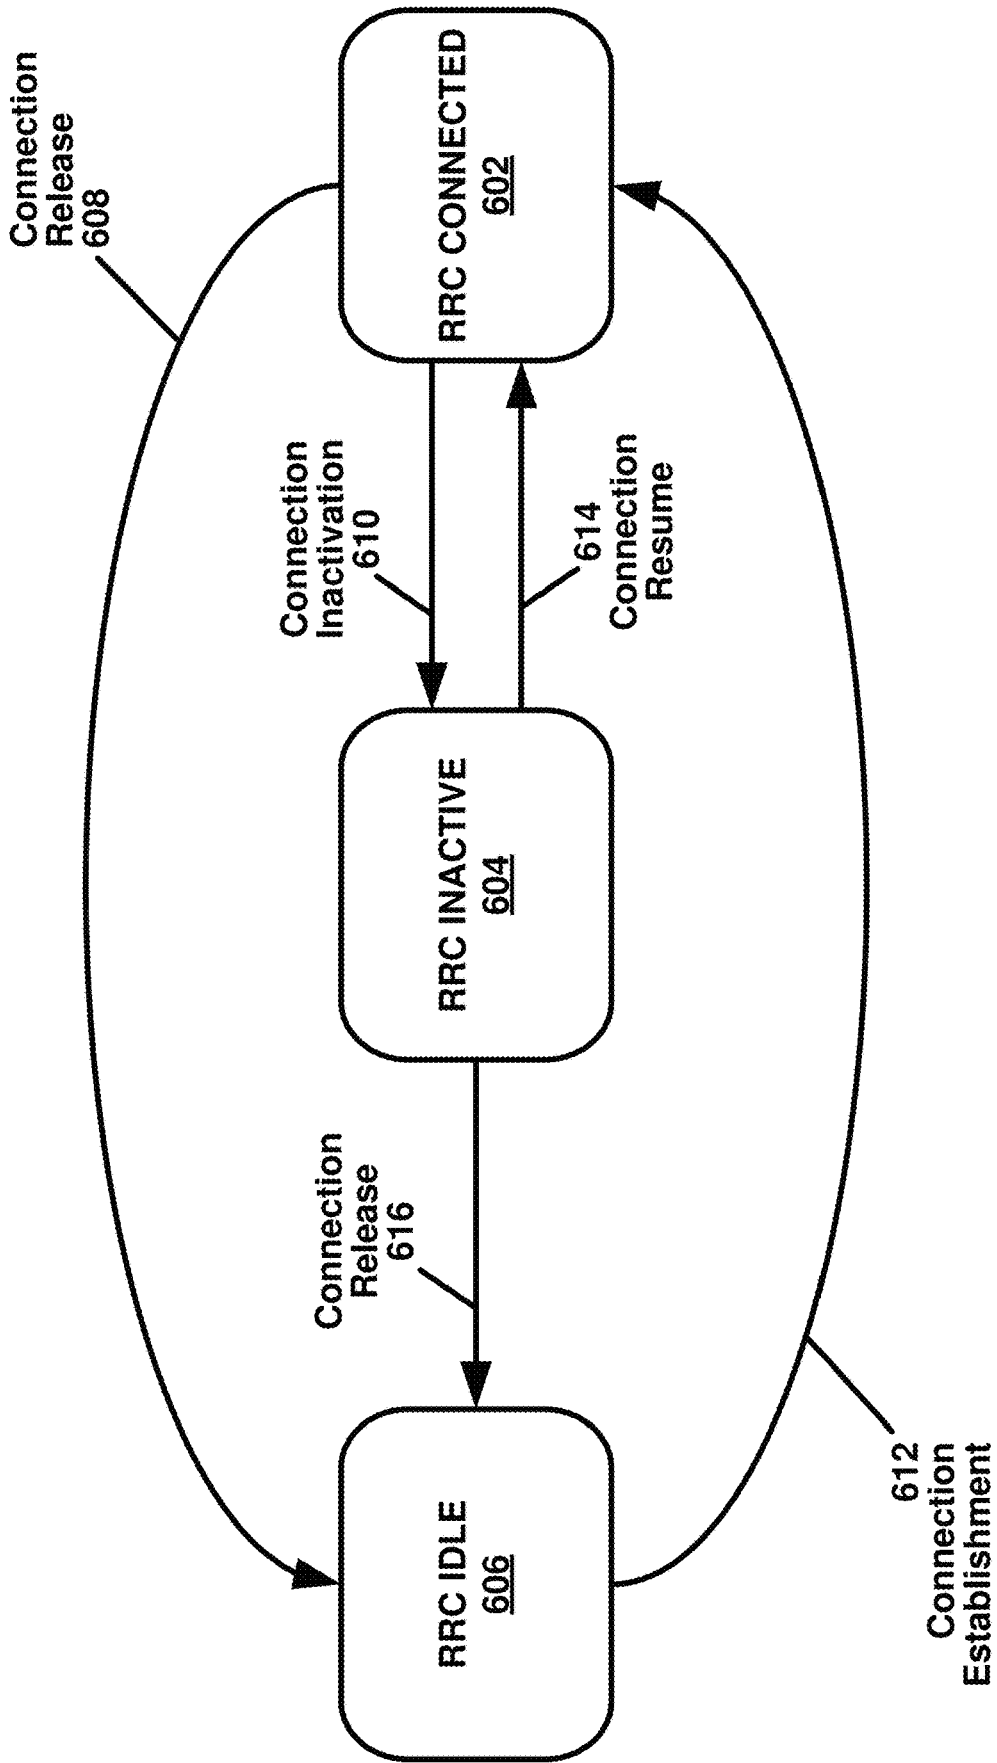 Connection
Release
608
RRC IDLE
606
Connection
Release
616
RRC INACTIVE
604
Connection
Inactivation
610
614
Connection
Resume
RRC CONNECTED
602
612
Connection
Establishment